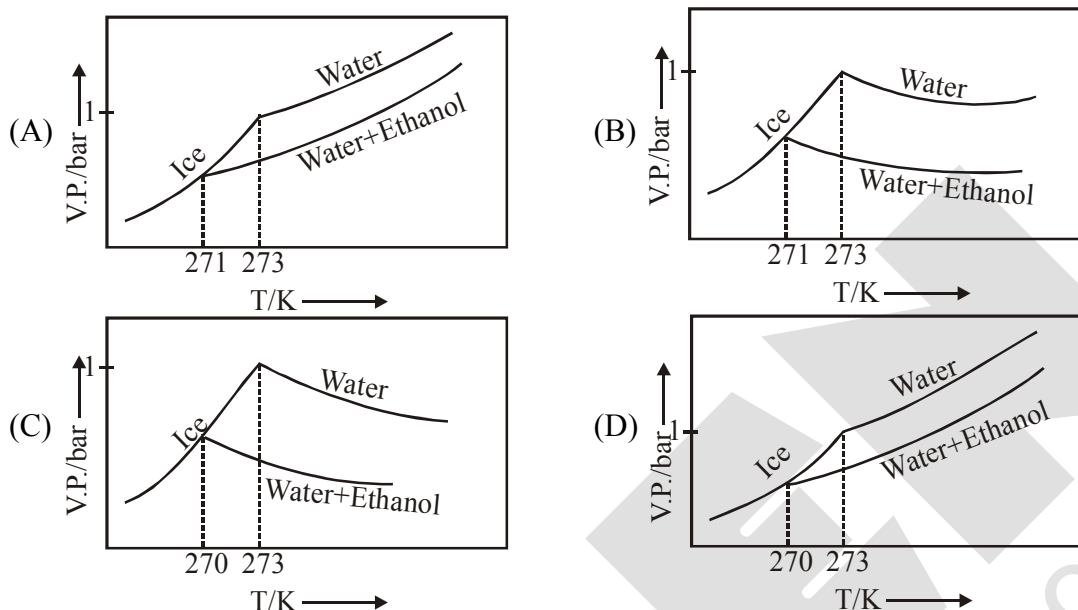 (A)
V.P./bar
1
Ice
Water
Water+Ethanol
271 273
T/K
(B)
V.P./bar
1
Ice
Water
Water+Ethanol
271 273
T/K
(C)
V.P./bar
1
Ice
Water
Water+Ethanol
270 273
T/K
(D)
V.P./bar
1
Ice
Water
Water+Ethanol
270 273
T/K